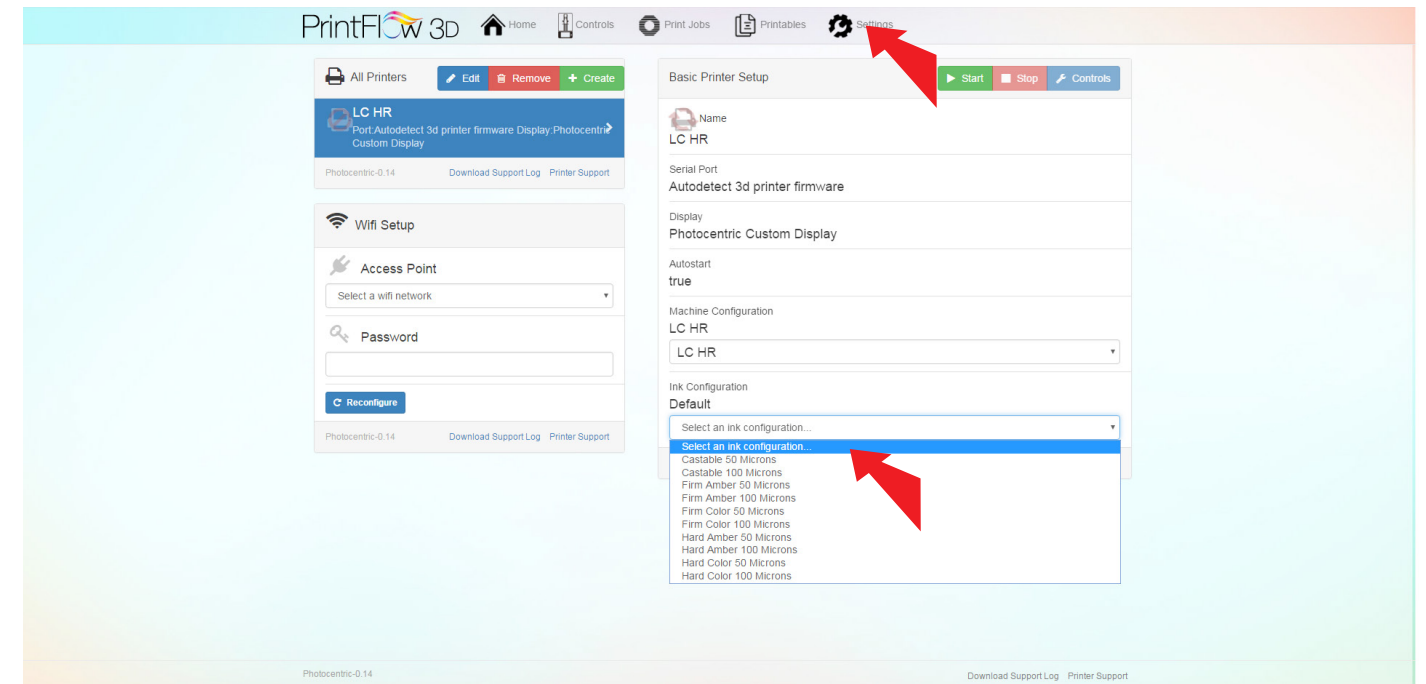 PrintFlow 3D Home Controls Print Jobs Printables Settings
All Printers Edit Remove + Create
LC HR
Port:Autodetect 3d printer firmware Display:Photocentric
Custom Display
Photocentric-0.14 Download Support Log Printer Support
Wifi Setup
Access Point
Select a wifi network
Password
Reconfigure
Photocentric-0.14 Download Support Log Printer Support
Basic Printer Setup Start Stop Controls
Name
LC HR
Serial Port
Autodetect 3d printer firmware
Display
Photocentric Custom Display
Autostart
true
Machine Configuration
LC HR
LC HR
Ink Configuration
Default
Select an ink configuration...
Select an ink configuration...
Castable 50 Microns
Castable 100 Microns
Firm Amber 50 Microns
Firm Amber 100 Microns
Firm Color 50 Microns
Firm Color 100 Microns
Hard Amber 50 Microns
Hard Amber 100 Microns
Hard Color 50 Microns
Hard Color 100 Microns
Photocentric-0.14 Download Support Log Printer Support